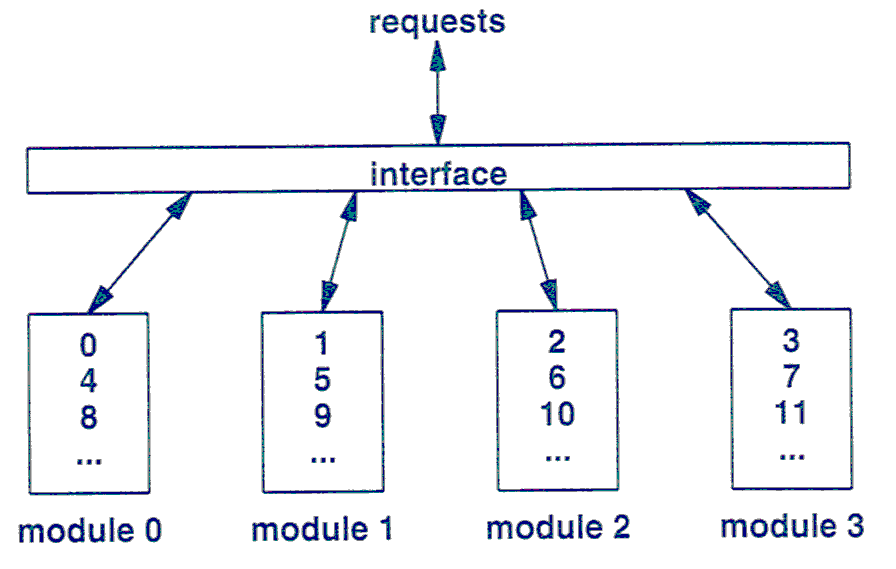 requests
interface
0
4
8
...
1
5
9
...
2
6
10
...
3
7
11
...
module 0
module 1
module 2
module 3